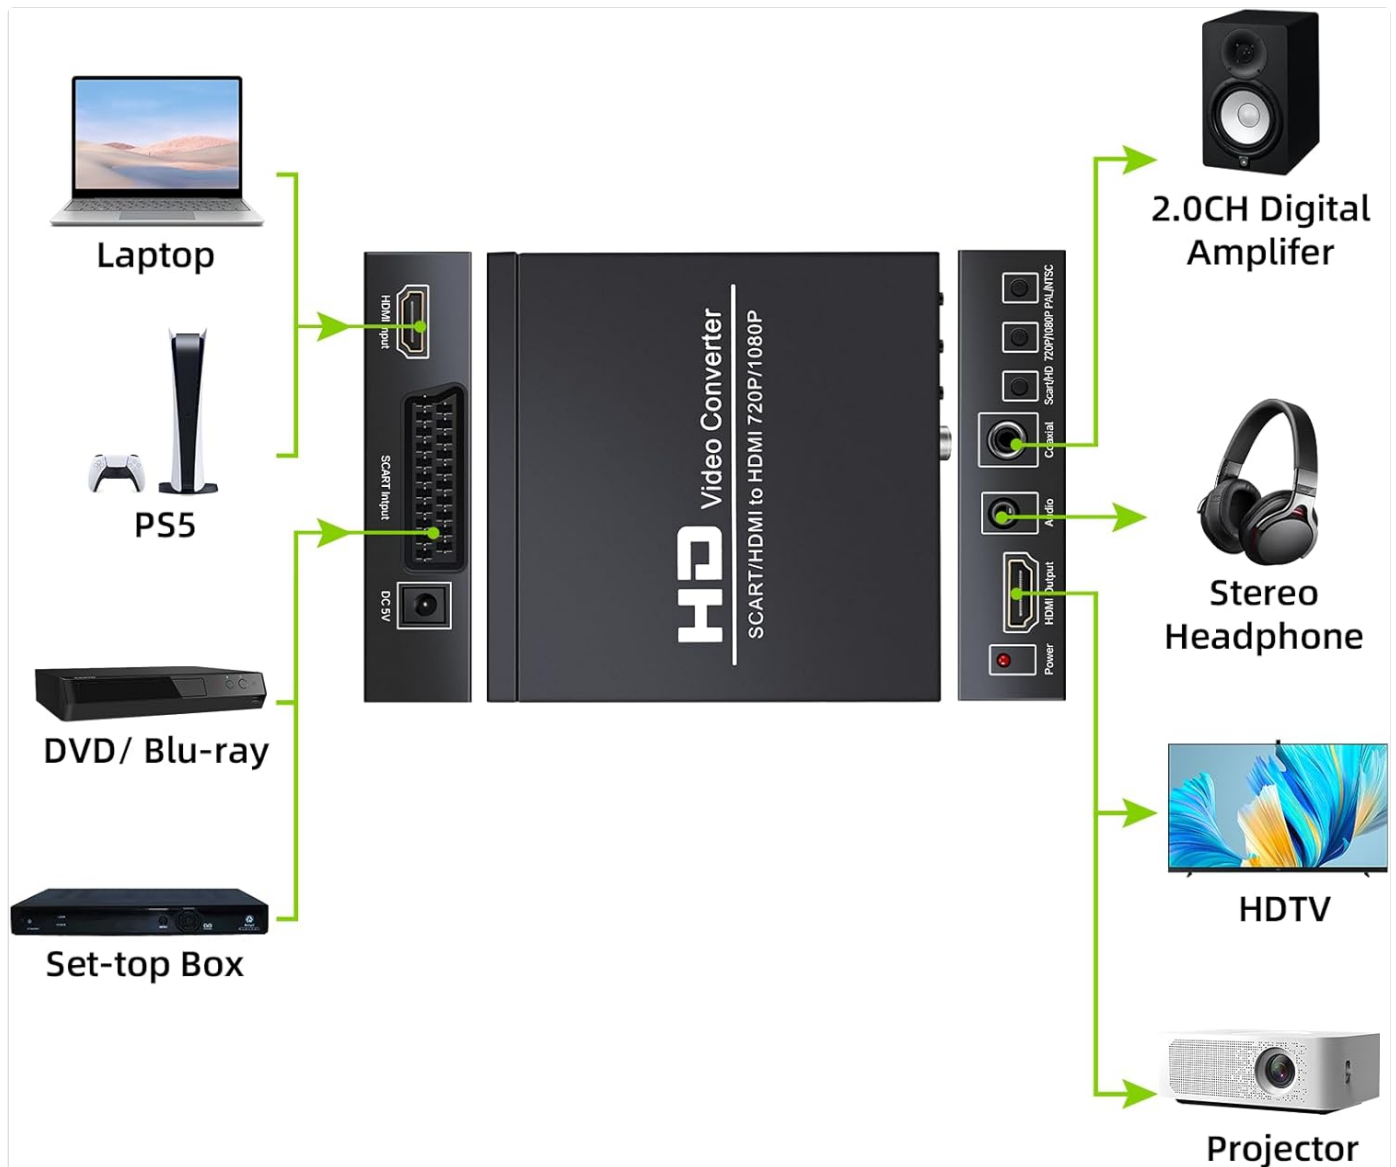 Laptop
PS5
DVD/ Blu-ray
Set-top Box
HDMI Input
SCART Intput
DC 5V
HD Video Converter
SCART/HDMI to HDMI 720P/1080P
PAL/NTSC
720P/1080P
Scart/HD
Coaxial
Audio
HDMI Output
Power
2.0CH Digital
Amplifer
Stereo
Headphone
HDTV
Projector